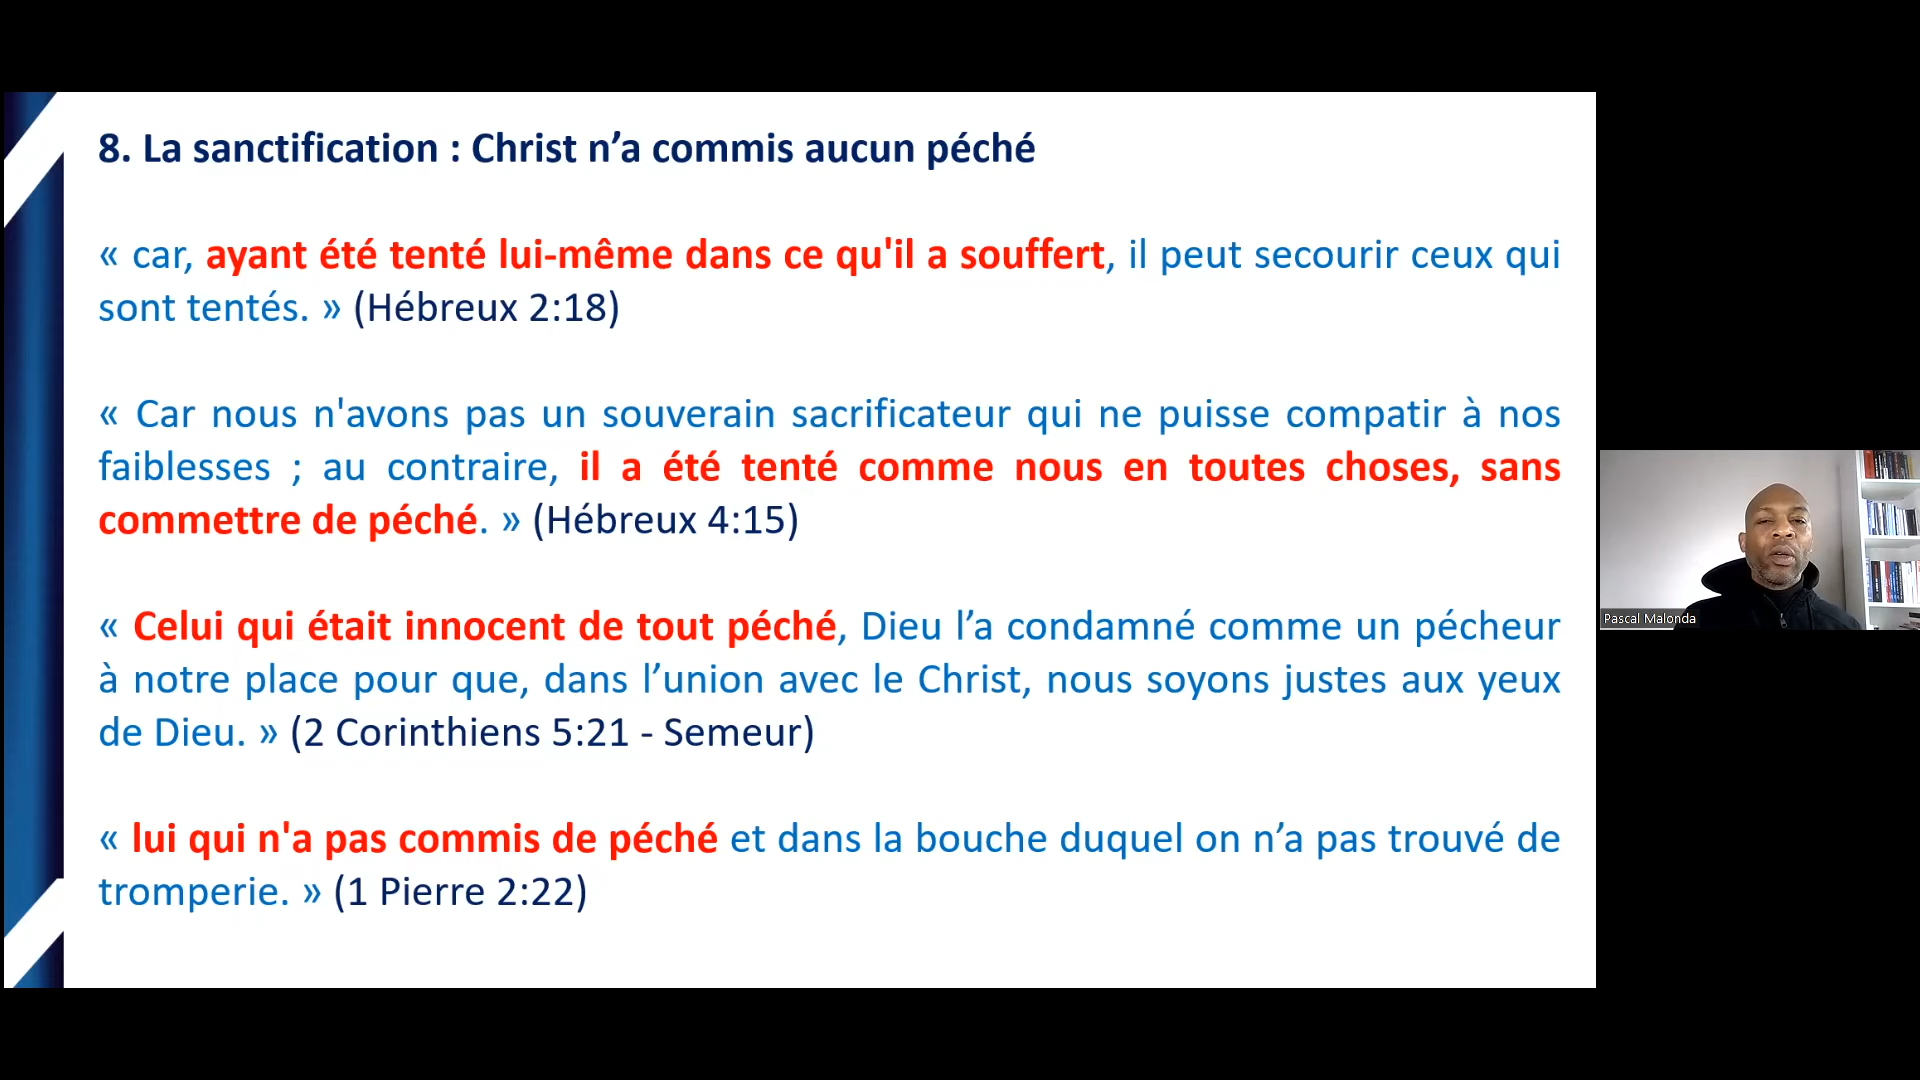 8. La sanctification : Christ n’a commis aucun péché
« car, ayant été tenté lui-même dans ce qu'il a souffert, il peut secourir ceux qui
sont tentés. » (Hébreux 2:18)
« Car nous n'avons pas un souverain sacrificateur qui ne puisse compatir à nos
faiblesses ; au contraire, il a été tenté comme nous en toutes choses, sans
commettre de péché. » (Hébreux 4:15)
« Celui qui était innocent de tout péché, Dieu l’a condamné comme un pécheur
à notre place pour que, dans l’union avec le Christ, nous soyons justes aux yeux
de Dieu. » (2 Corinthiens 5:21 - Semeur)
« lui qui n'a pas commis de péché et dans la bouche duquel on n’a pas trouvé de
tromperie. » (1 Pierre 2:22)
Pascal Malonda